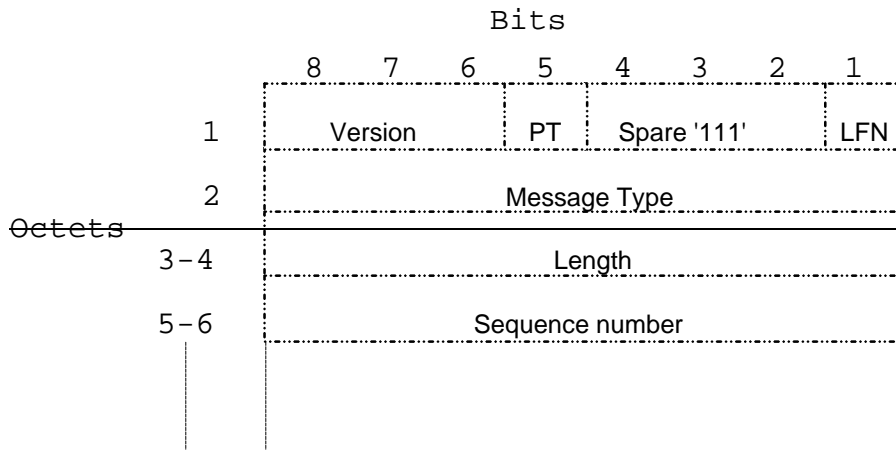 Bits
8 7 6 5 4 3 2 1
1 Version PT Spare '111' LFN
2 Message Type
Octets
3-4 Length
5-6 Sequence number